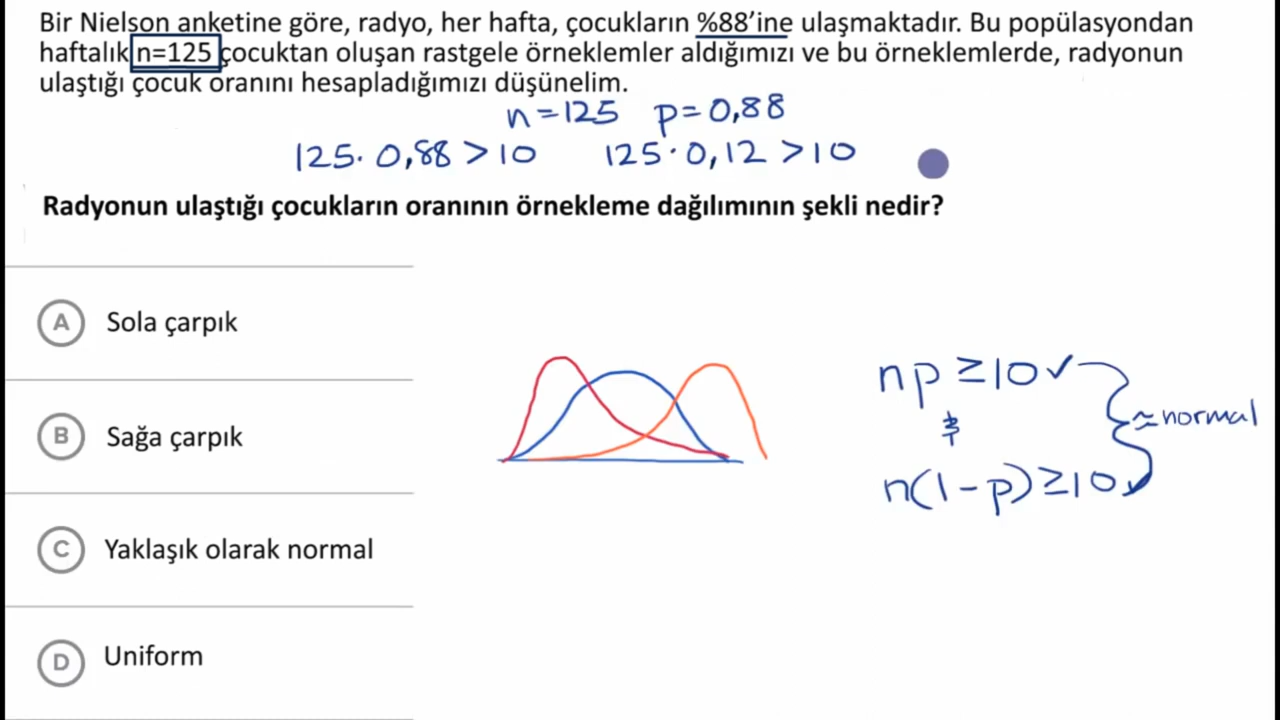 Bir Nielson anketine göre, radyo, her hafta, çocukların %88'ine ulaşmaktadır. Bu popülasyondan
haftalık n=125 çocuktan oluşan rastgele örneklemler aldığımızı ve bu örneklemlerde, radyonun
ulaştığı çocuk oranını hesapladığımızı düşünelim.
n=125 p=0,88
125·0,88>10 125·0,12>10
Radyonun ulaştığı çocukların oranının örnekleme dağılımının şekli nedir?
A Sola çarpık
B Sağa çarpık
C Yaklaşık olarak normal
D Uniform
np≥10✓
&
n(1-p)≥10✓
≈normal